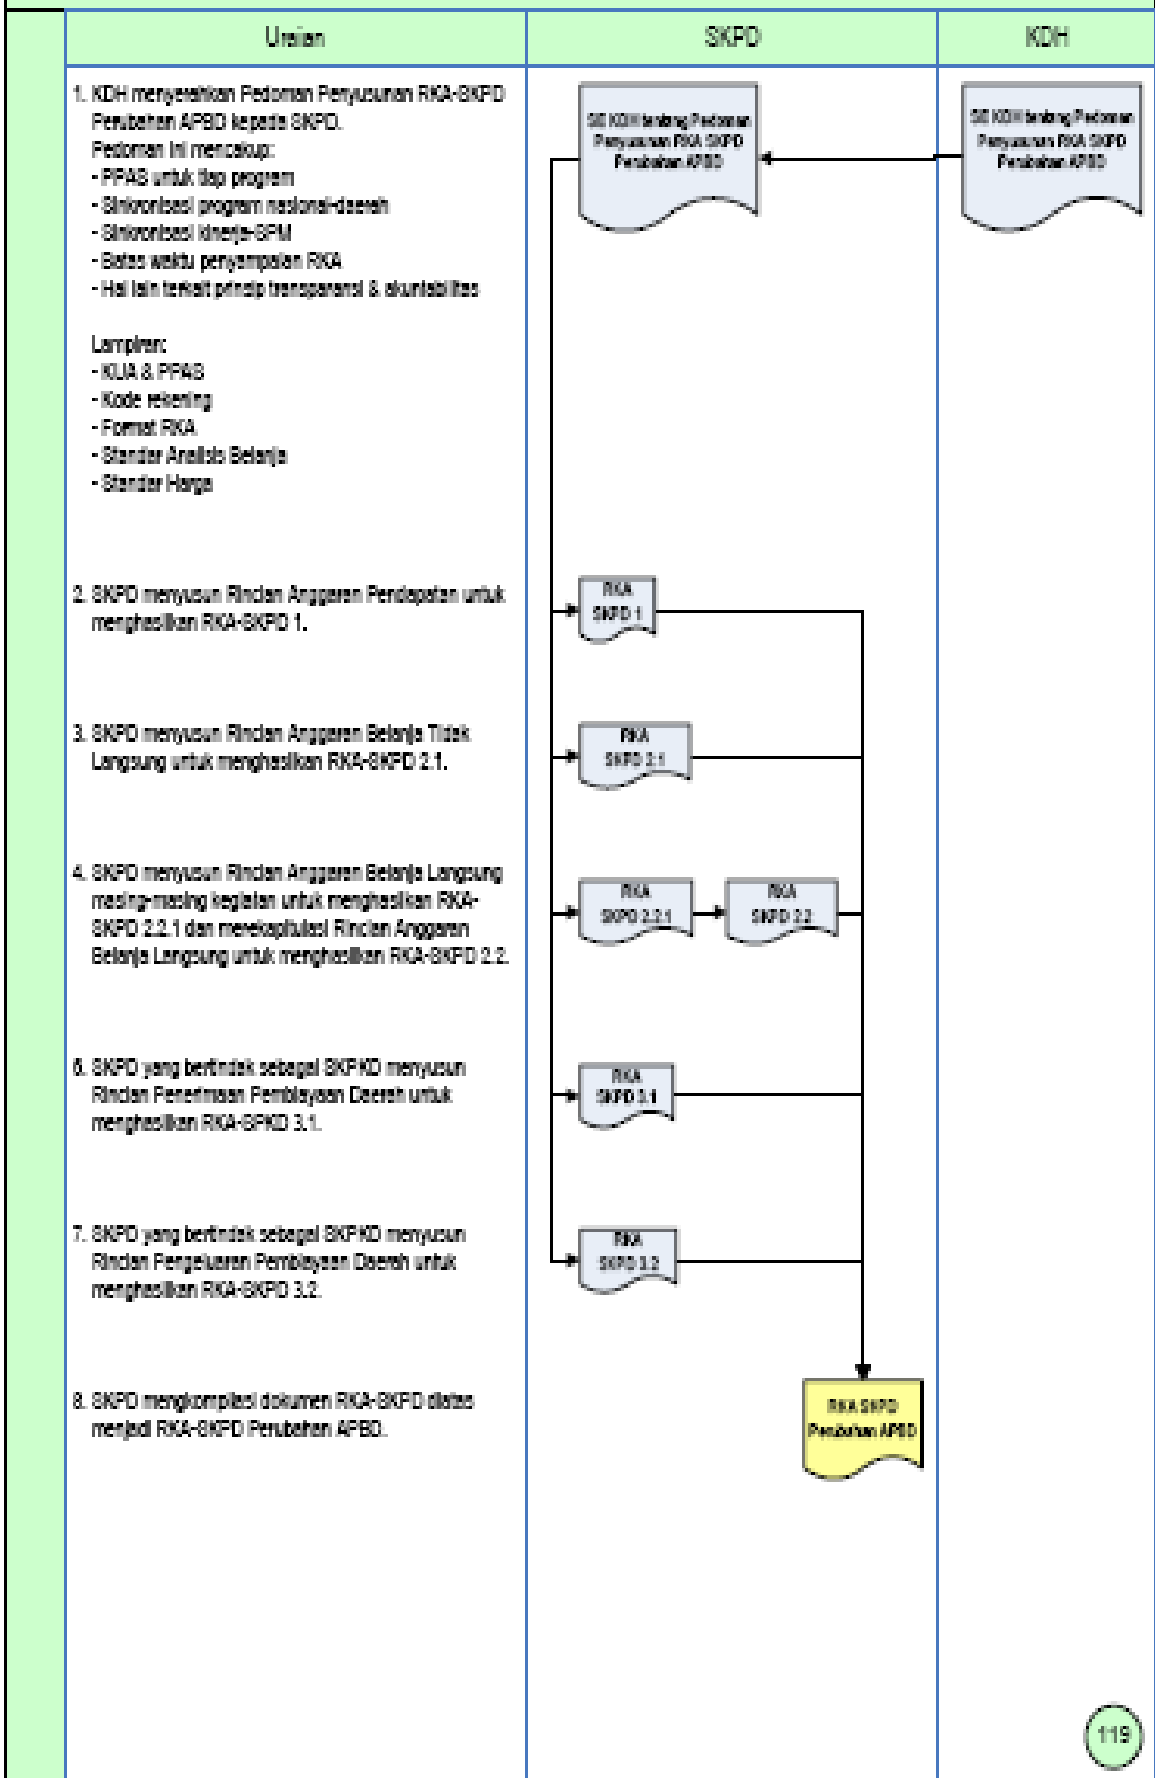 Uraian
SKPD
KDH
1. KDH menyerahkan Pedoman Penyusunan RKA-SKPD
Perubahan APBD kepada SKPD.
Pedoman ini mencakup:
- PPAS untuk tiap program
- Sinkronisasi program nasional-daerah
- Sinkronisasi kinerja-SPM
- Batas waktu penyampaian RKA
- Hal lain terkait prinsip transparansi & akuntabilitas
Lampiran:
- KUA & PPAS
- Kode rekening
- Format RKA
- Standar Analisis Belanja
- Standar Harga
SE KDH tentang Pedoman
Penyusunan RKA SKPD
Perubahan APBD
SE KDH tentang Pedoman
Penyusunan RKA SKPD
Perubahan APBD
2. SKPD menyusun Rincian Anggaran Pendapatan untuk
menghasilkan RKA-SKPD 1.
RKA
SKPD 1
3. SKPD menyusun Rincian Anggaran Belanja Tidak
Langsung untuk menghasilkan RKA-SKPD 2.1.
RKA
SKPD 2.1
4. SKPD menyusun Rincian Anggaran Belanja Langsung
masing-masing kegiatan untuk menghasilkan RKA-
SKPD 2.2.1 dan merekapitulasi Rincian Anggaran
Belanja Langsung untuk menghasilkan RKA-SKPD 2.2.
RKA
SKPD 2.2.1
RKA
SKPD 2.2
6. SKPD yang bertindak sebagai SKPKD menyusun
Rincian Penerimaan Pembiayaan Daerah untuk
menghasilkan RKA-SPKD 3.1.
RKA
SKPD 3.1
7. SKPD yang bertindak sebagai SKPKD menyusun
Rincian Pengeluaran Pembiayaan Daerah untuk
menghasilkan RKA-SKPD 3.2.
RKA
SKPD 3.2
8. SKPD mengkompilasi dokumen RKA-SKPD diatas
menjadi RKA-SKPD Perubahan APBD.
RKA SKPD
Perubahan APBD
119